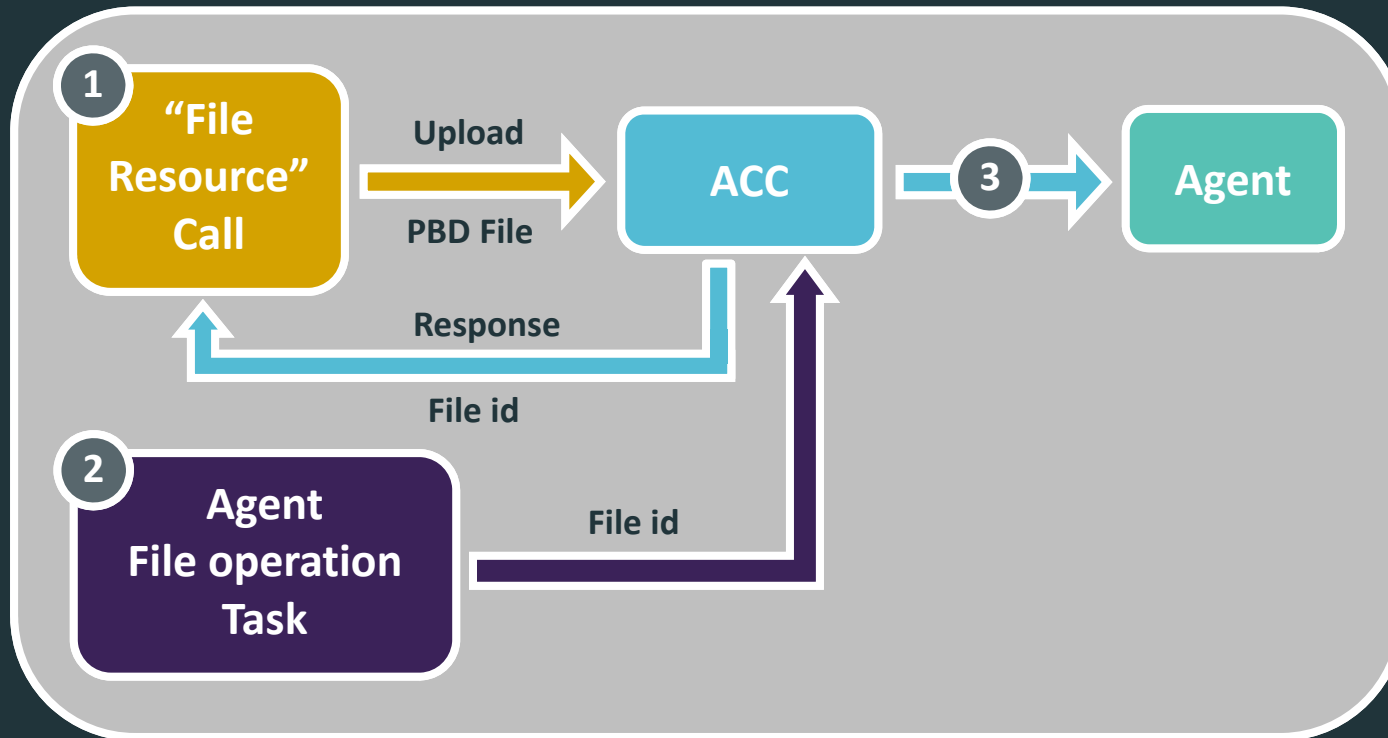 1
“File
Resource”
Call
Upload
PBD File
ACC
3
Agent
Response
File id
2
Agent
File operation
Task
File id